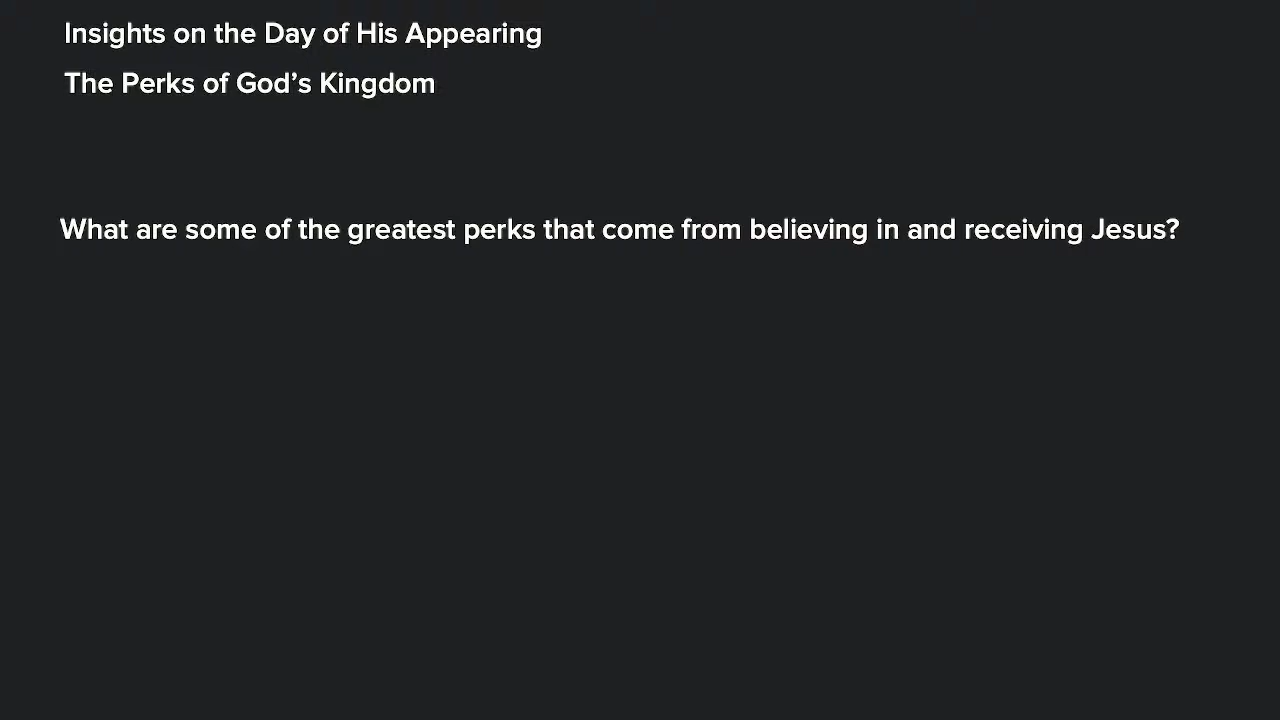 Insights on the Day of His Appearing
The Perks of God’s Kingdom
What are some of the greatest perks that come from believing in and receiving Jesus?